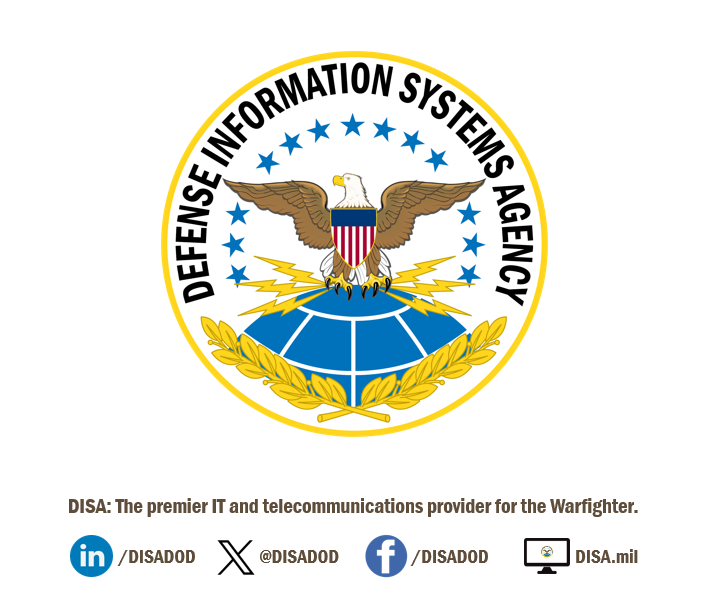 DEFENSE INFORMATION SYSTEMS AGENCY
DISA: The premier IT and telecommunications provider for the Warfighter.
in /DISADOD X @DISADOD f /DISADOD DISA.mil